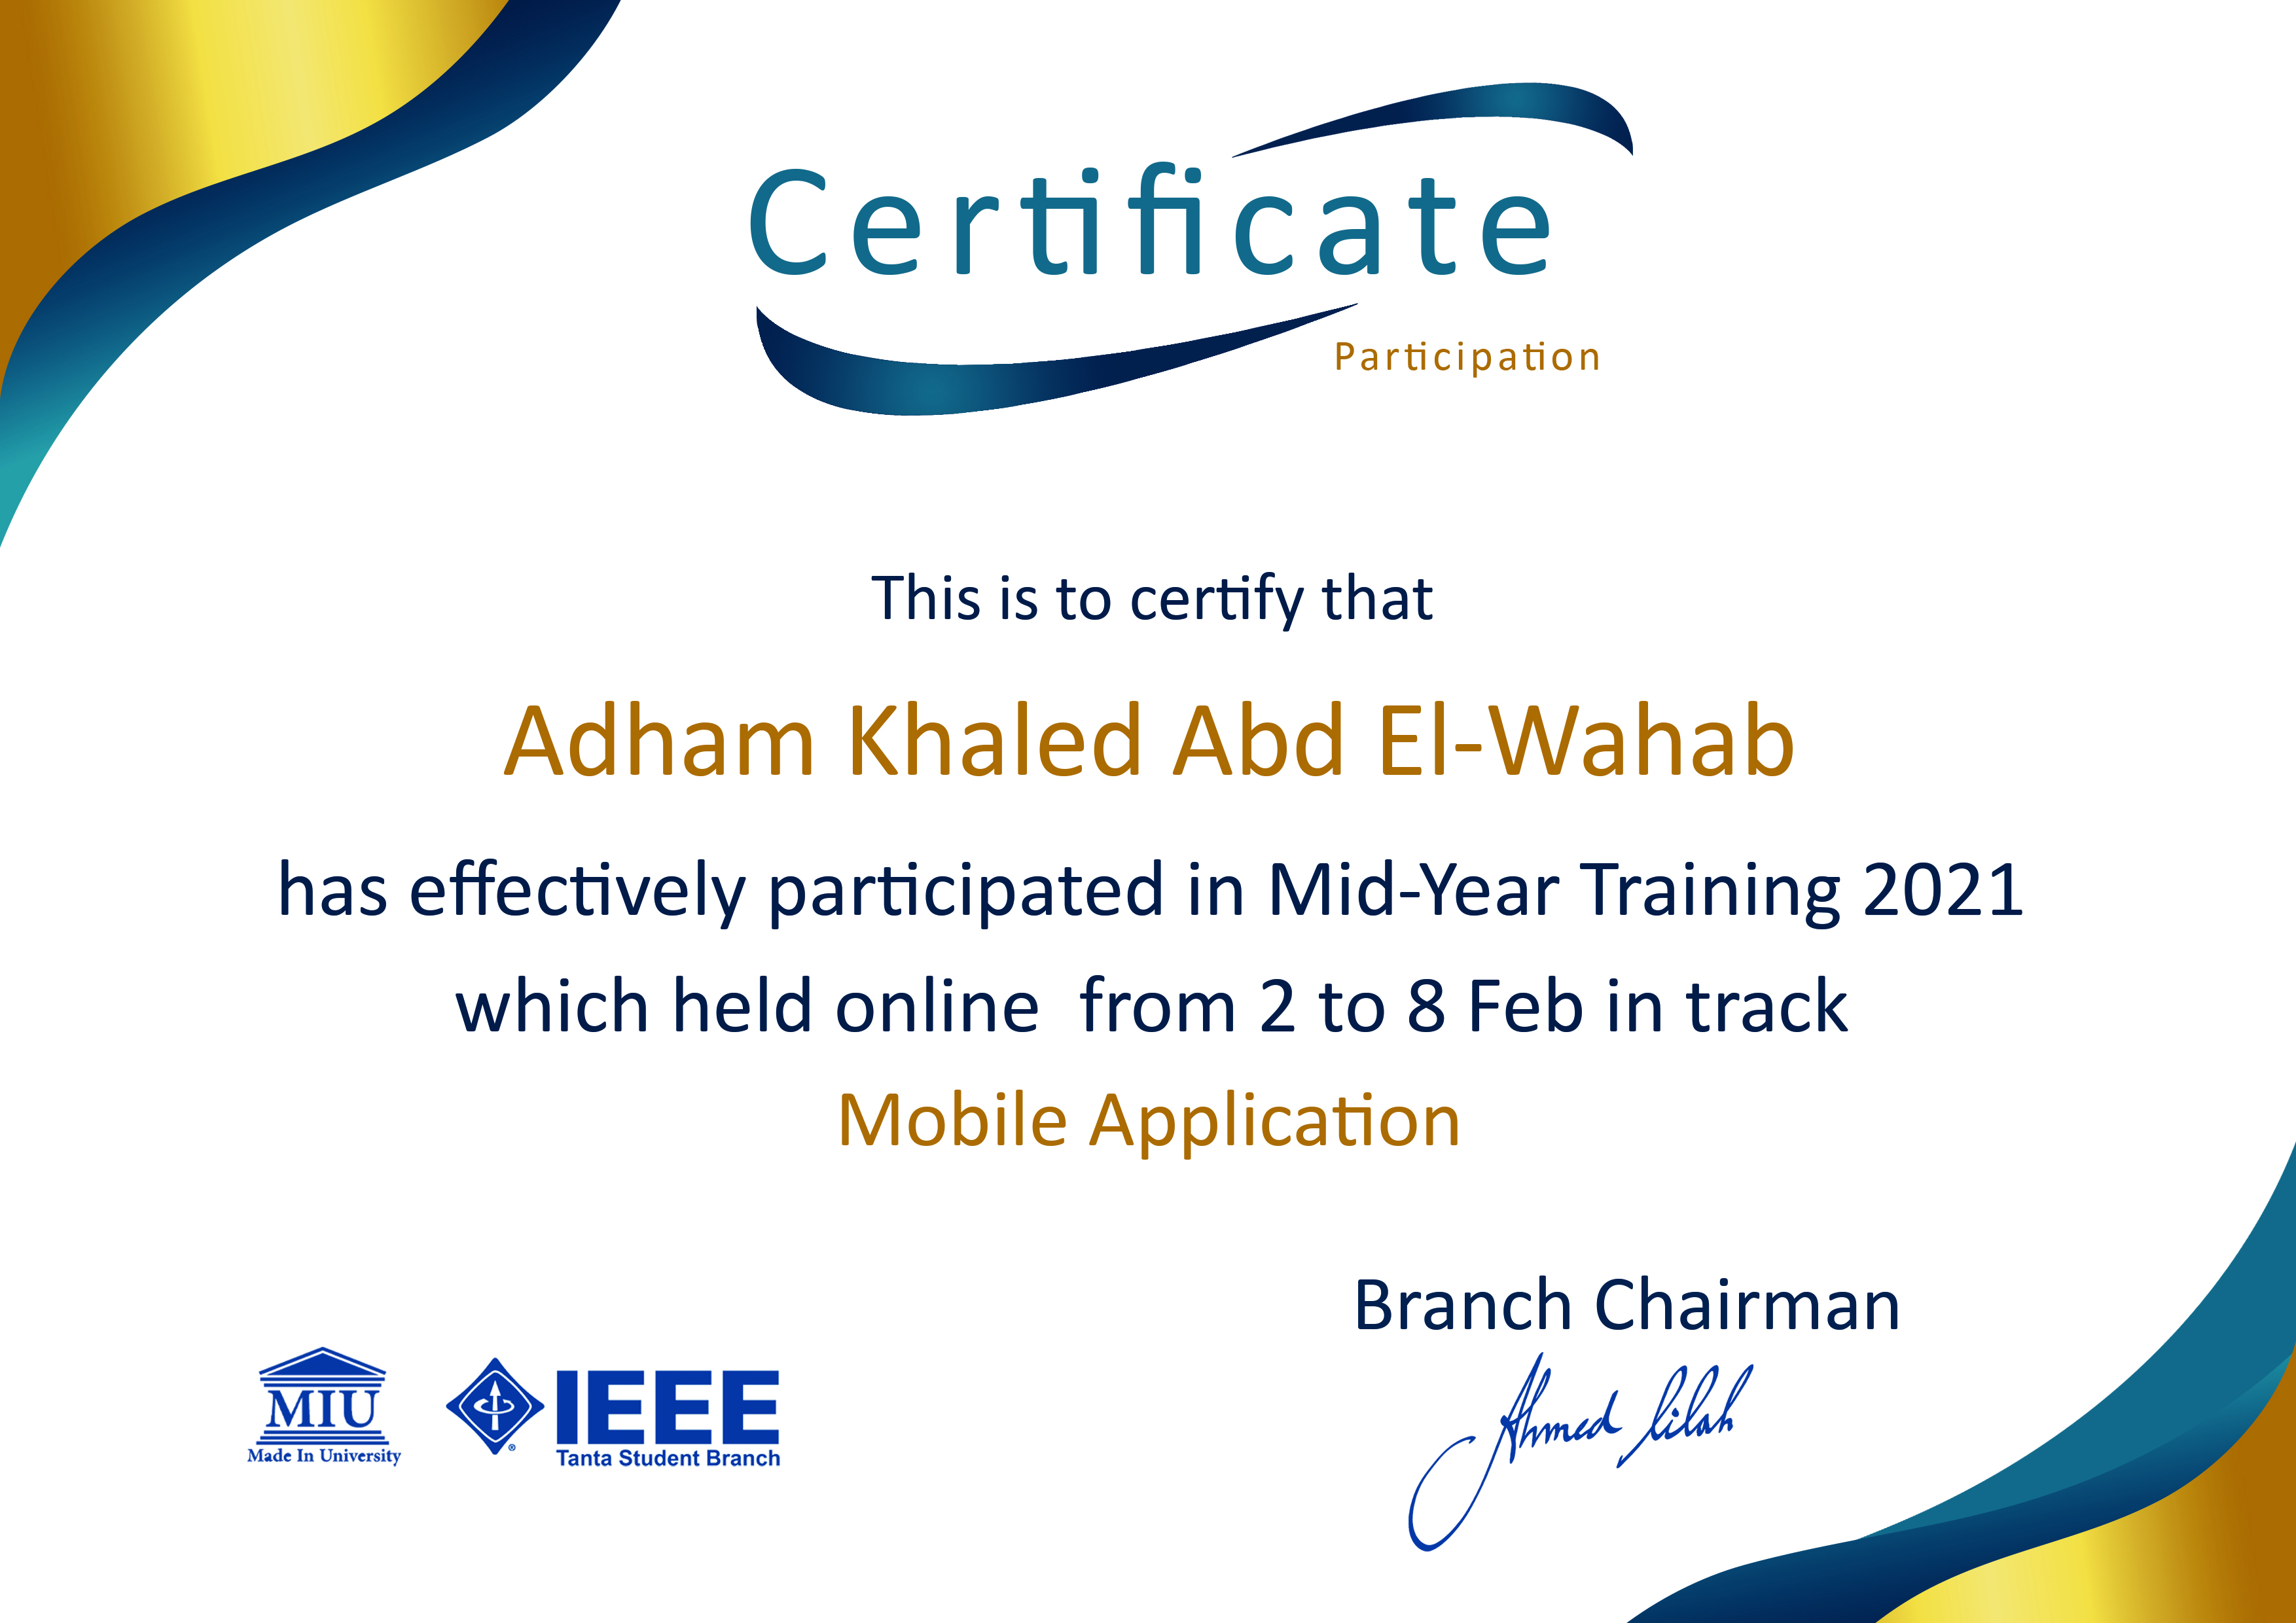 Certificate
Participation
This is to certify that
Adham Khaled Abd El-Wahab
has effectively participated in Mid-Year Training 2021
which held online  from 2 to 8 Feb in track
Mobile Application
Branch Chairman
Ahmed
MIU
Made In University
IEEE
Tanta Student Branch
®